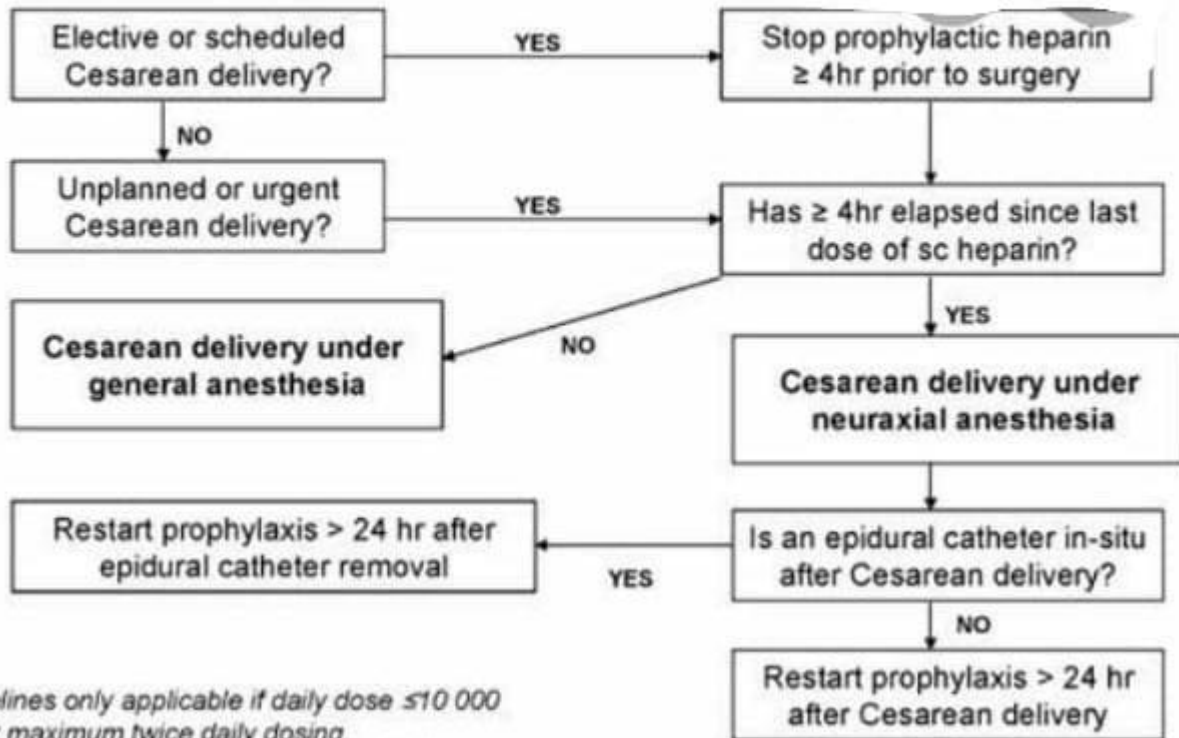 Elective or scheduled
Cesarean delivery?
YES
Stop prophylactic heparin
≥ 4hr prior to surgery
NO
Unplanned or urgent
Cesarean delivery?
YES
Has ≥ 4hr elapsed since last
dose of sc heparin?
NO
YES
Cesarean delivery under
general anesthesia
Cesarean delivery under
neuraxial anesthesia
Restart prophylaxis > 24 hr after
epidural catheter removal
YES
Is an epidural catheter in-situ
after Cesarean delivery?
NO
Restart prophylaxis > 24 hr
after Cesarean delivery
lines only applicable if daily dose ≤10 000
maximum twice daily dosing